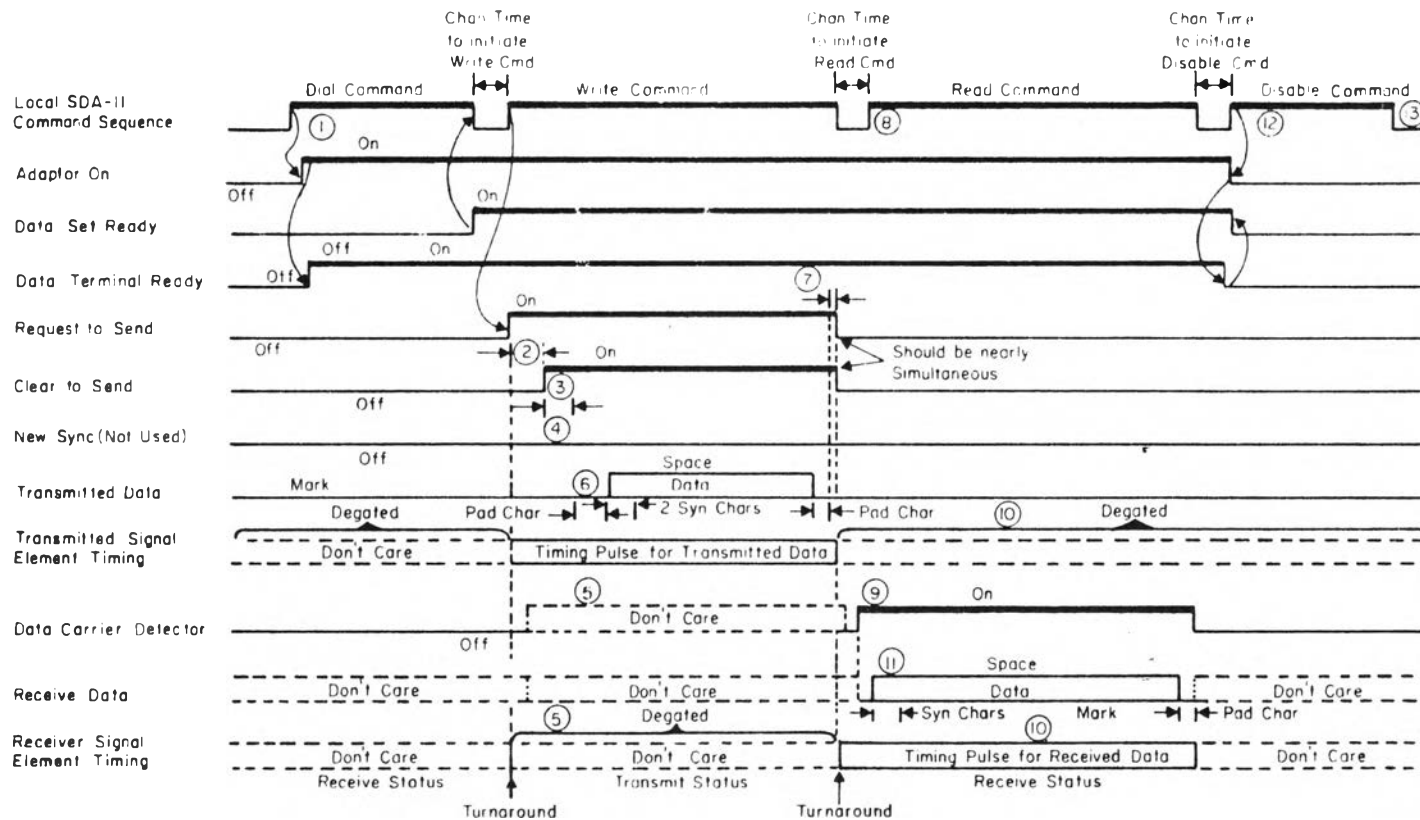 Chan Time
to initiate
Write Cmd
Chan Time
to initiate
Read Cmd
Chan Time
to initiate
Disable Cmd
Local SDA-II
Command Sequence
Dial Command
Write Command
Read Command
Disable Command
1
8
12
13
Adaptor On
On
Off
Data Set Ready
On
Off
Data Terminal Ready
On
Off
7
Request to Send
On
Off
2
Should be nearly
Simultaneous
Clear to Send
On
Off
3
New Sync (Not Used)
4
Off
Transmitted Data
Mark
6
Space
Data
Pad Char
2 Syn Chars
Pad Char
Transmitted Signal
Element Timing
Degated
Don't Care
Timing Pulse for Transmitted Data
10
Degated
Data Carrier Detector
Off
5
Don't Care
9
On
Receive Data
Don't Care
Don't Care
11
Space
Data
Don't Care
Syn Chars
Mark
Pad Char
Receiver Signal
Element Timing
Don't Care
5
Degated
Don't Care
10
Timing Pulse for Received Data
Don't Care
Receive Status
Transmit Status
Receive Status
Turnaround
Turnaround